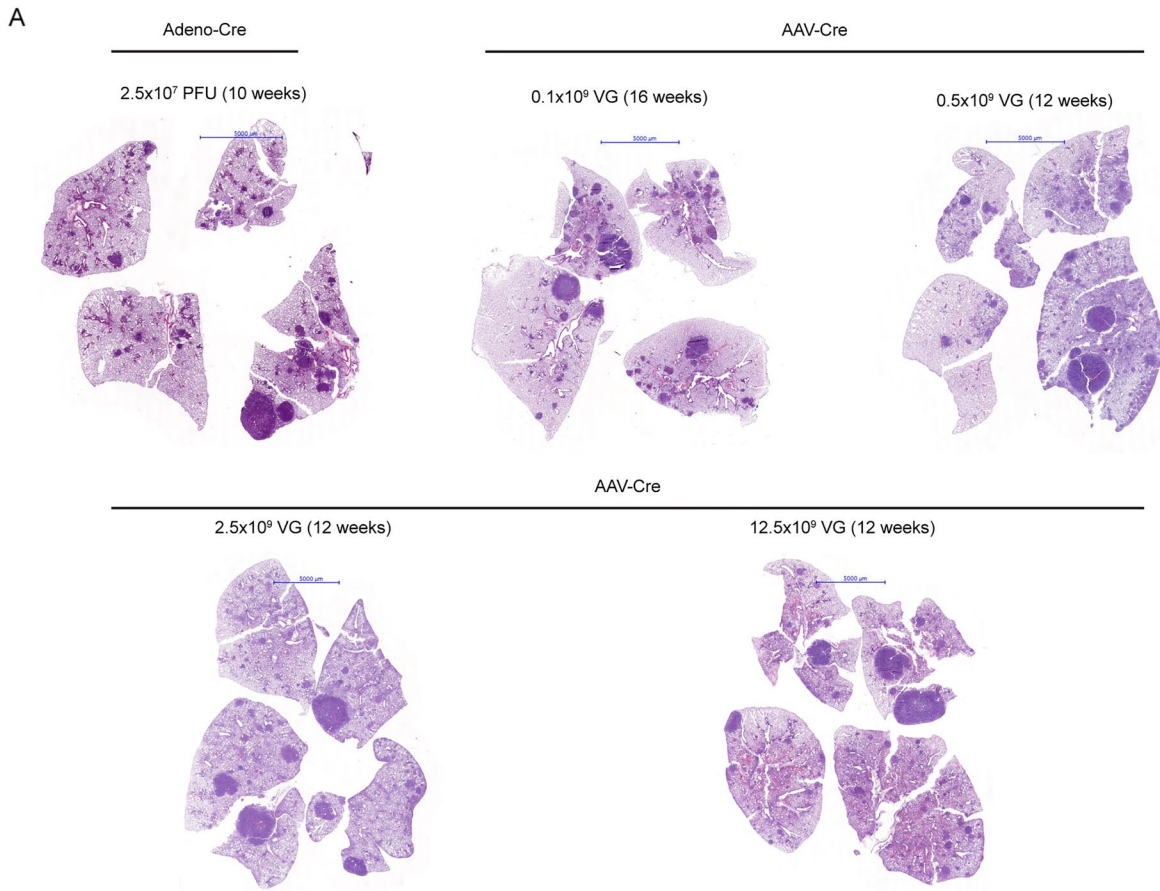 A
Adeno-Cre
AAV-Cre
2.5x10⁷ PFU (10 weeks)
0.1x10⁹ VG (16 weeks)
0.5x10⁹ VG (12 weeks)
5000 µm
5000 µm
5000 µm
AAV-Cre
2.5x10⁹ VG (12 weeks)
12.5x10⁹ VG (12 weeks)
5000 µm
5000 µm